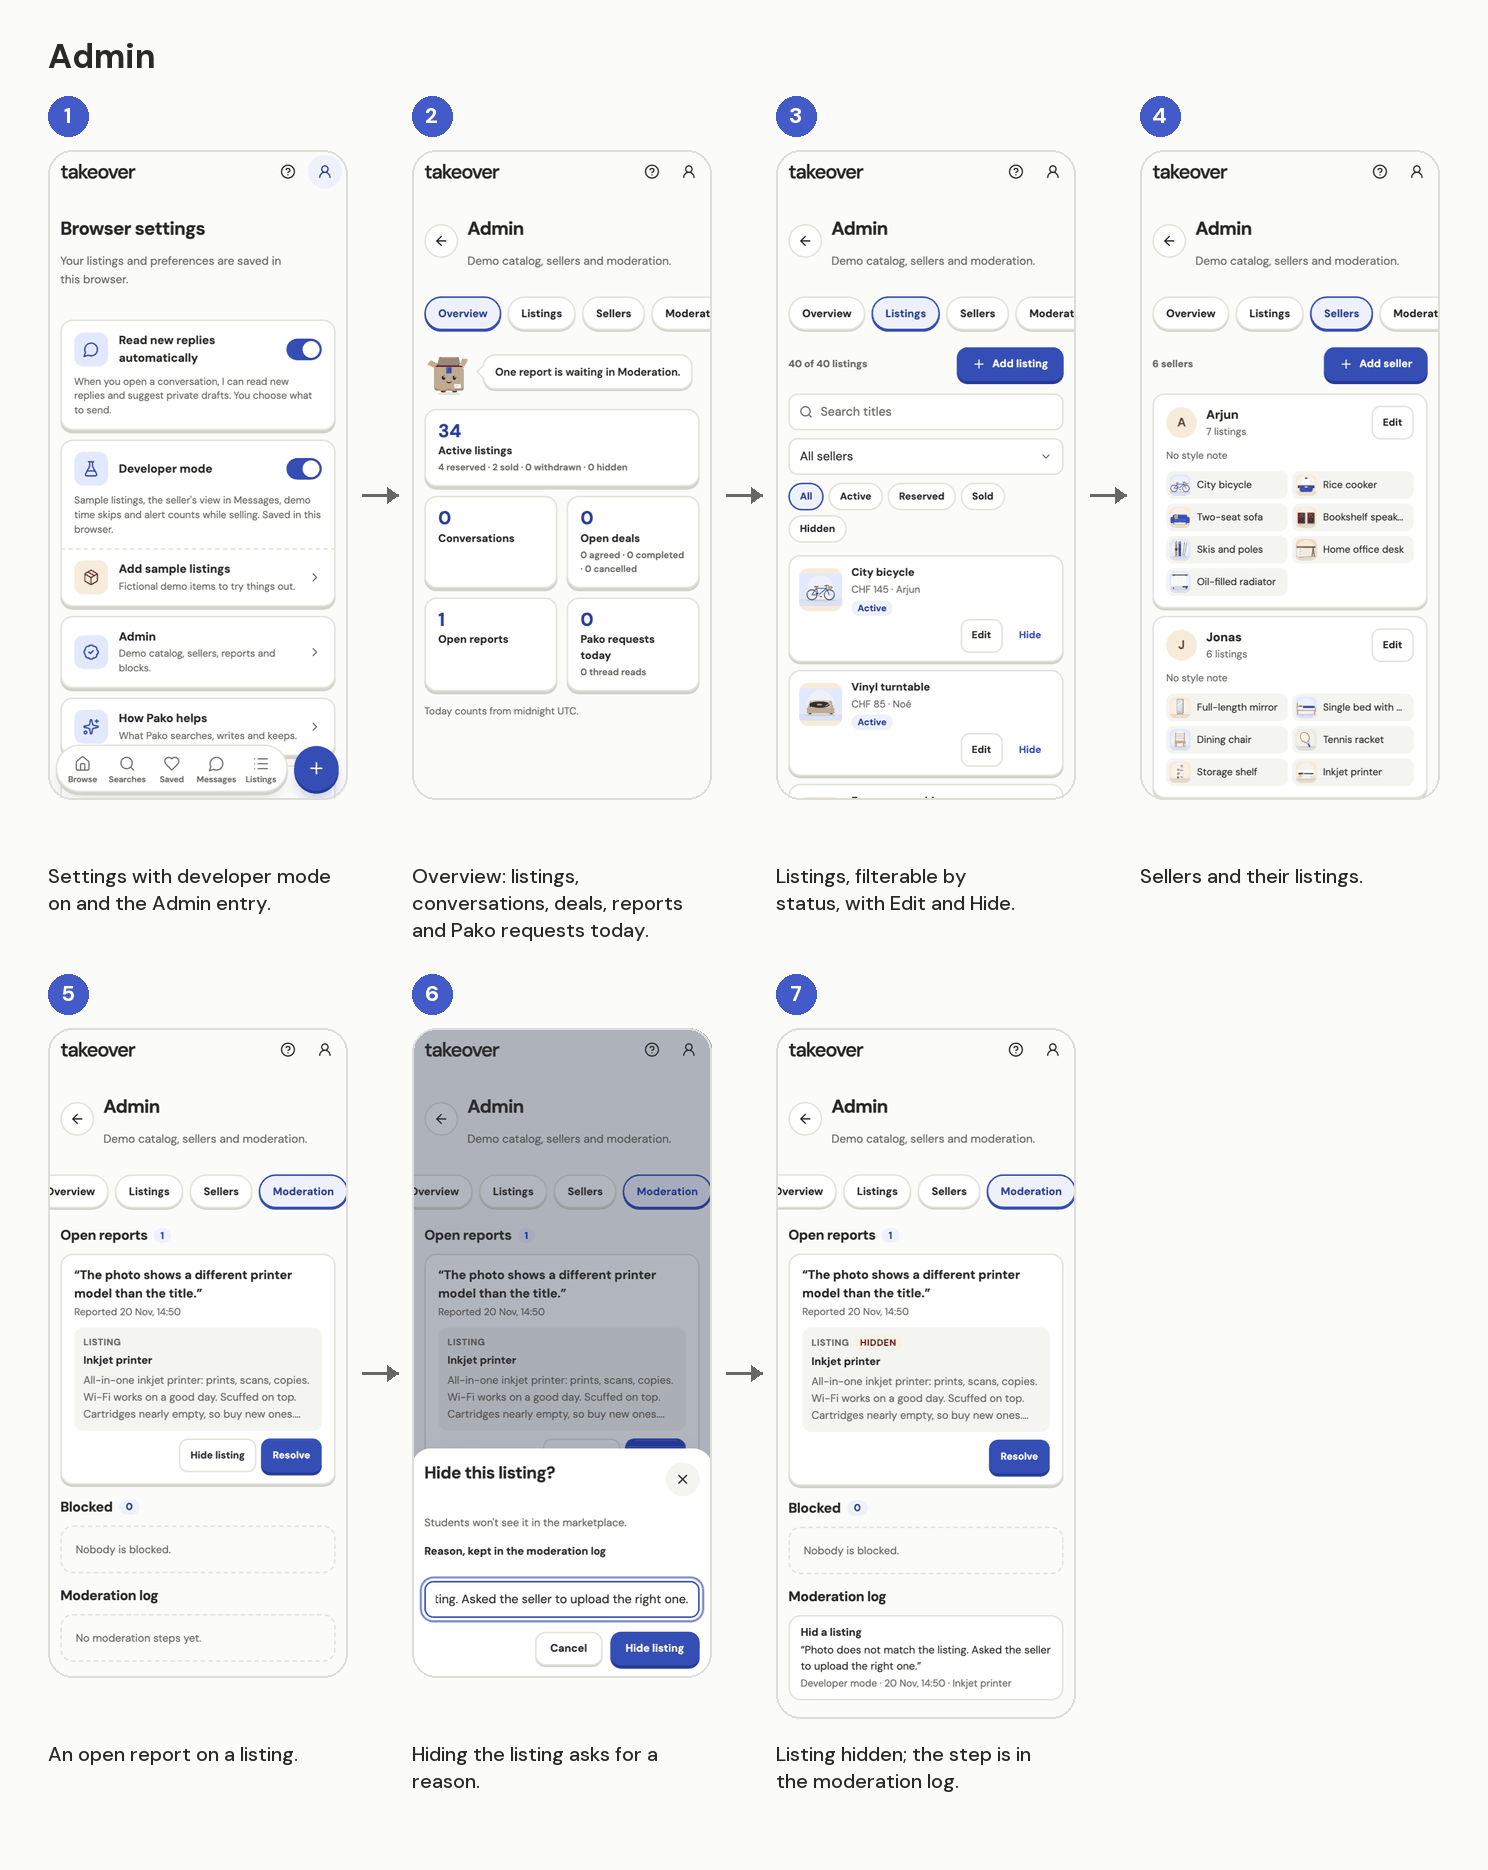 Admin
1
takeover
Browser settings
Your listings and preferences are saved in
this browser.
Read new replies
automatically
When you open a conversation, I can read new
replies and suggest private drafts. You choose what
to send.
Developer mode
Sample listings, the seller's view in Messages, demo
time skips and alert counts while selling. Saved in this
browser.
Add sample listings
Fictional demo items to try things out.
Admin
Demo catalog, sellers, reports and
blocks.
How Pako helps
What Pako searches, writes and keeps.
Browse
Searches
Saved
Messages
Listings
Settings with developer mode
on and the Admin entry.
2
takeover
Admin
Demo catalog, sellers and moderation.
Overview
Listings
Sellers
Moderat
One report is waiting in Moderation.
34
Active listings
4 reserved · 2 sold · 0 withdrawn · 0 hidden
0
Conversations
0
Open deals
0 agreed · 0 completed
· 0 cancelled
1
Open reports
0
Pako requests
today
0 thread reads
Today counts from midnight UTC.
Overview: listings,
conversations, deals, reports
and Pako requests today.
3
takeover
Admin
Demo catalog, sellers and moderation.
Overview
Listings
Sellers
Moderat
40 of 40 listings
+ Add listing
Search titles
All sellers
All
Active
Reserved
Sold
Hidden
City bicycle
CHF 145 · Arjun
Active
Edit
Hide
Vinyl turntable
CHF 85 · Noé
Active
Edit
Hide
Listings, filterable by
status, with Edit and Hide.
4
takeover
Admin
Demo catalog, sellers and moderation.
Overview
Listings
Sellers
Moderat
6 sellers
+ Add seller
A
Arjun
7 listings
Edit
No style note
City bicycle
Rice cooker
Two-seat sofa
Bookshelf speak...
Skis and poles
Home office desk
Oil-filled radiator
J
Jonas
6 listings
Edit
No style note
Full-length mirror
Single bed with ...
Dining chair
Tennis racket
Storage shelf
Inkjet printer
Sellers and their listings.
5
takeover
Admin
Demo catalog, sellers and moderation.
Overview
Listings
Sellers
Moderation
Open reports 1
“The photo shows a different printer
model than the title.”
Reported 20 Nov, 14:50
LISTING
Inkjet printer
All-in-one inkjet printer: prints, scans, copies.
Wi-Fi works on a good day. Scuffed on top.
Cartridges nearly empty, so buy new ones....
Hide listing
Resolve
Blocked 0
Nobody is blocked.
Moderation log
No moderation steps yet.
An open report on a listing.
6
takeover
Admin
Demo catalog, sellers and moderation.
Overview
Listings
Sellers
Moderation
Open reports 1
“The photo shows a different printer
model than the title.”
Reported 20 Nov, 14:50
LISTING
Inkjet printer
All-in-one inkjet printer: prints, scans, copies.
Wi-Fi works on a good day. Scuffed on top.
Cartridges nearly empty, so buy new ones....
Hide this listing?
Students won't see it in the marketplace.
Reason, kept in the moderation log
ting. Asked the seller to upload the right one.
Cancel
Hide listing
Hiding the listing asks for a
reason.
7
takeover
Admin
Demo catalog, sellers and moderation.
Overview
Listings
Sellers
Moderation
Open reports 1
“The photo shows a different printer
model than the title.”
Reported 20 Nov, 14:50
LISTING HIDDEN
Inkjet printer
All-in-one inkjet printer: prints, scans, copies.
Wi-Fi works on a good day. Scuffed on top.
Cartridges nearly empty, so buy new ones....
Resolve
Blocked 0
Nobody is blocked.
Moderation log
Hid a listing
“Photo does not match the listing. Asked the seller
to upload the right one.”
Developer mode · 20 Nov, 14:50 · Inkjet printer
Listing hidden; the step is in
the moderation log.